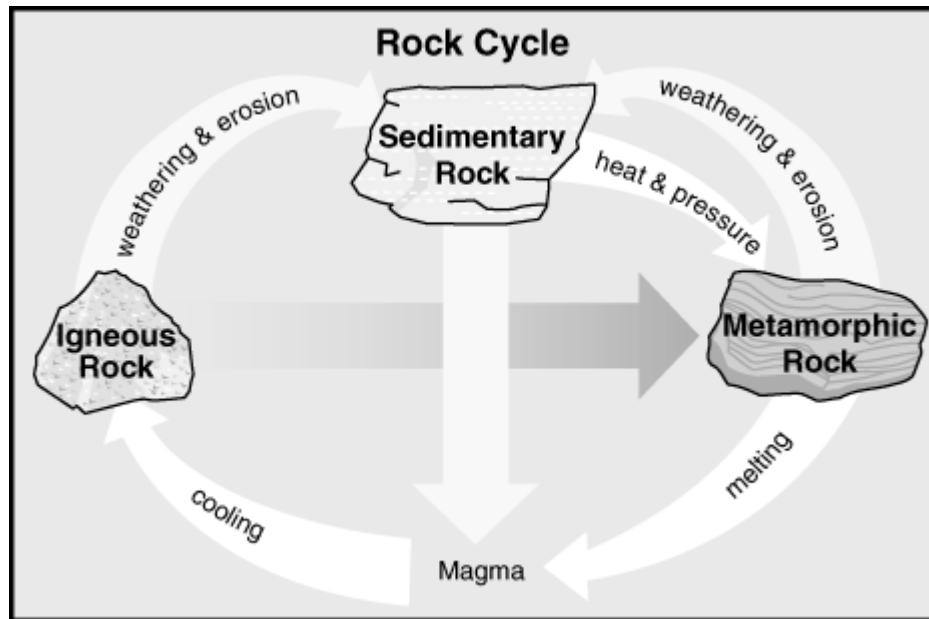 Rock Cycle
weathering & erosion
Sedimentary
Rock
weathering & erosion
heat & pressure
Igneous
Rock
Metamorphic
Rock
cooling
Magma
melting